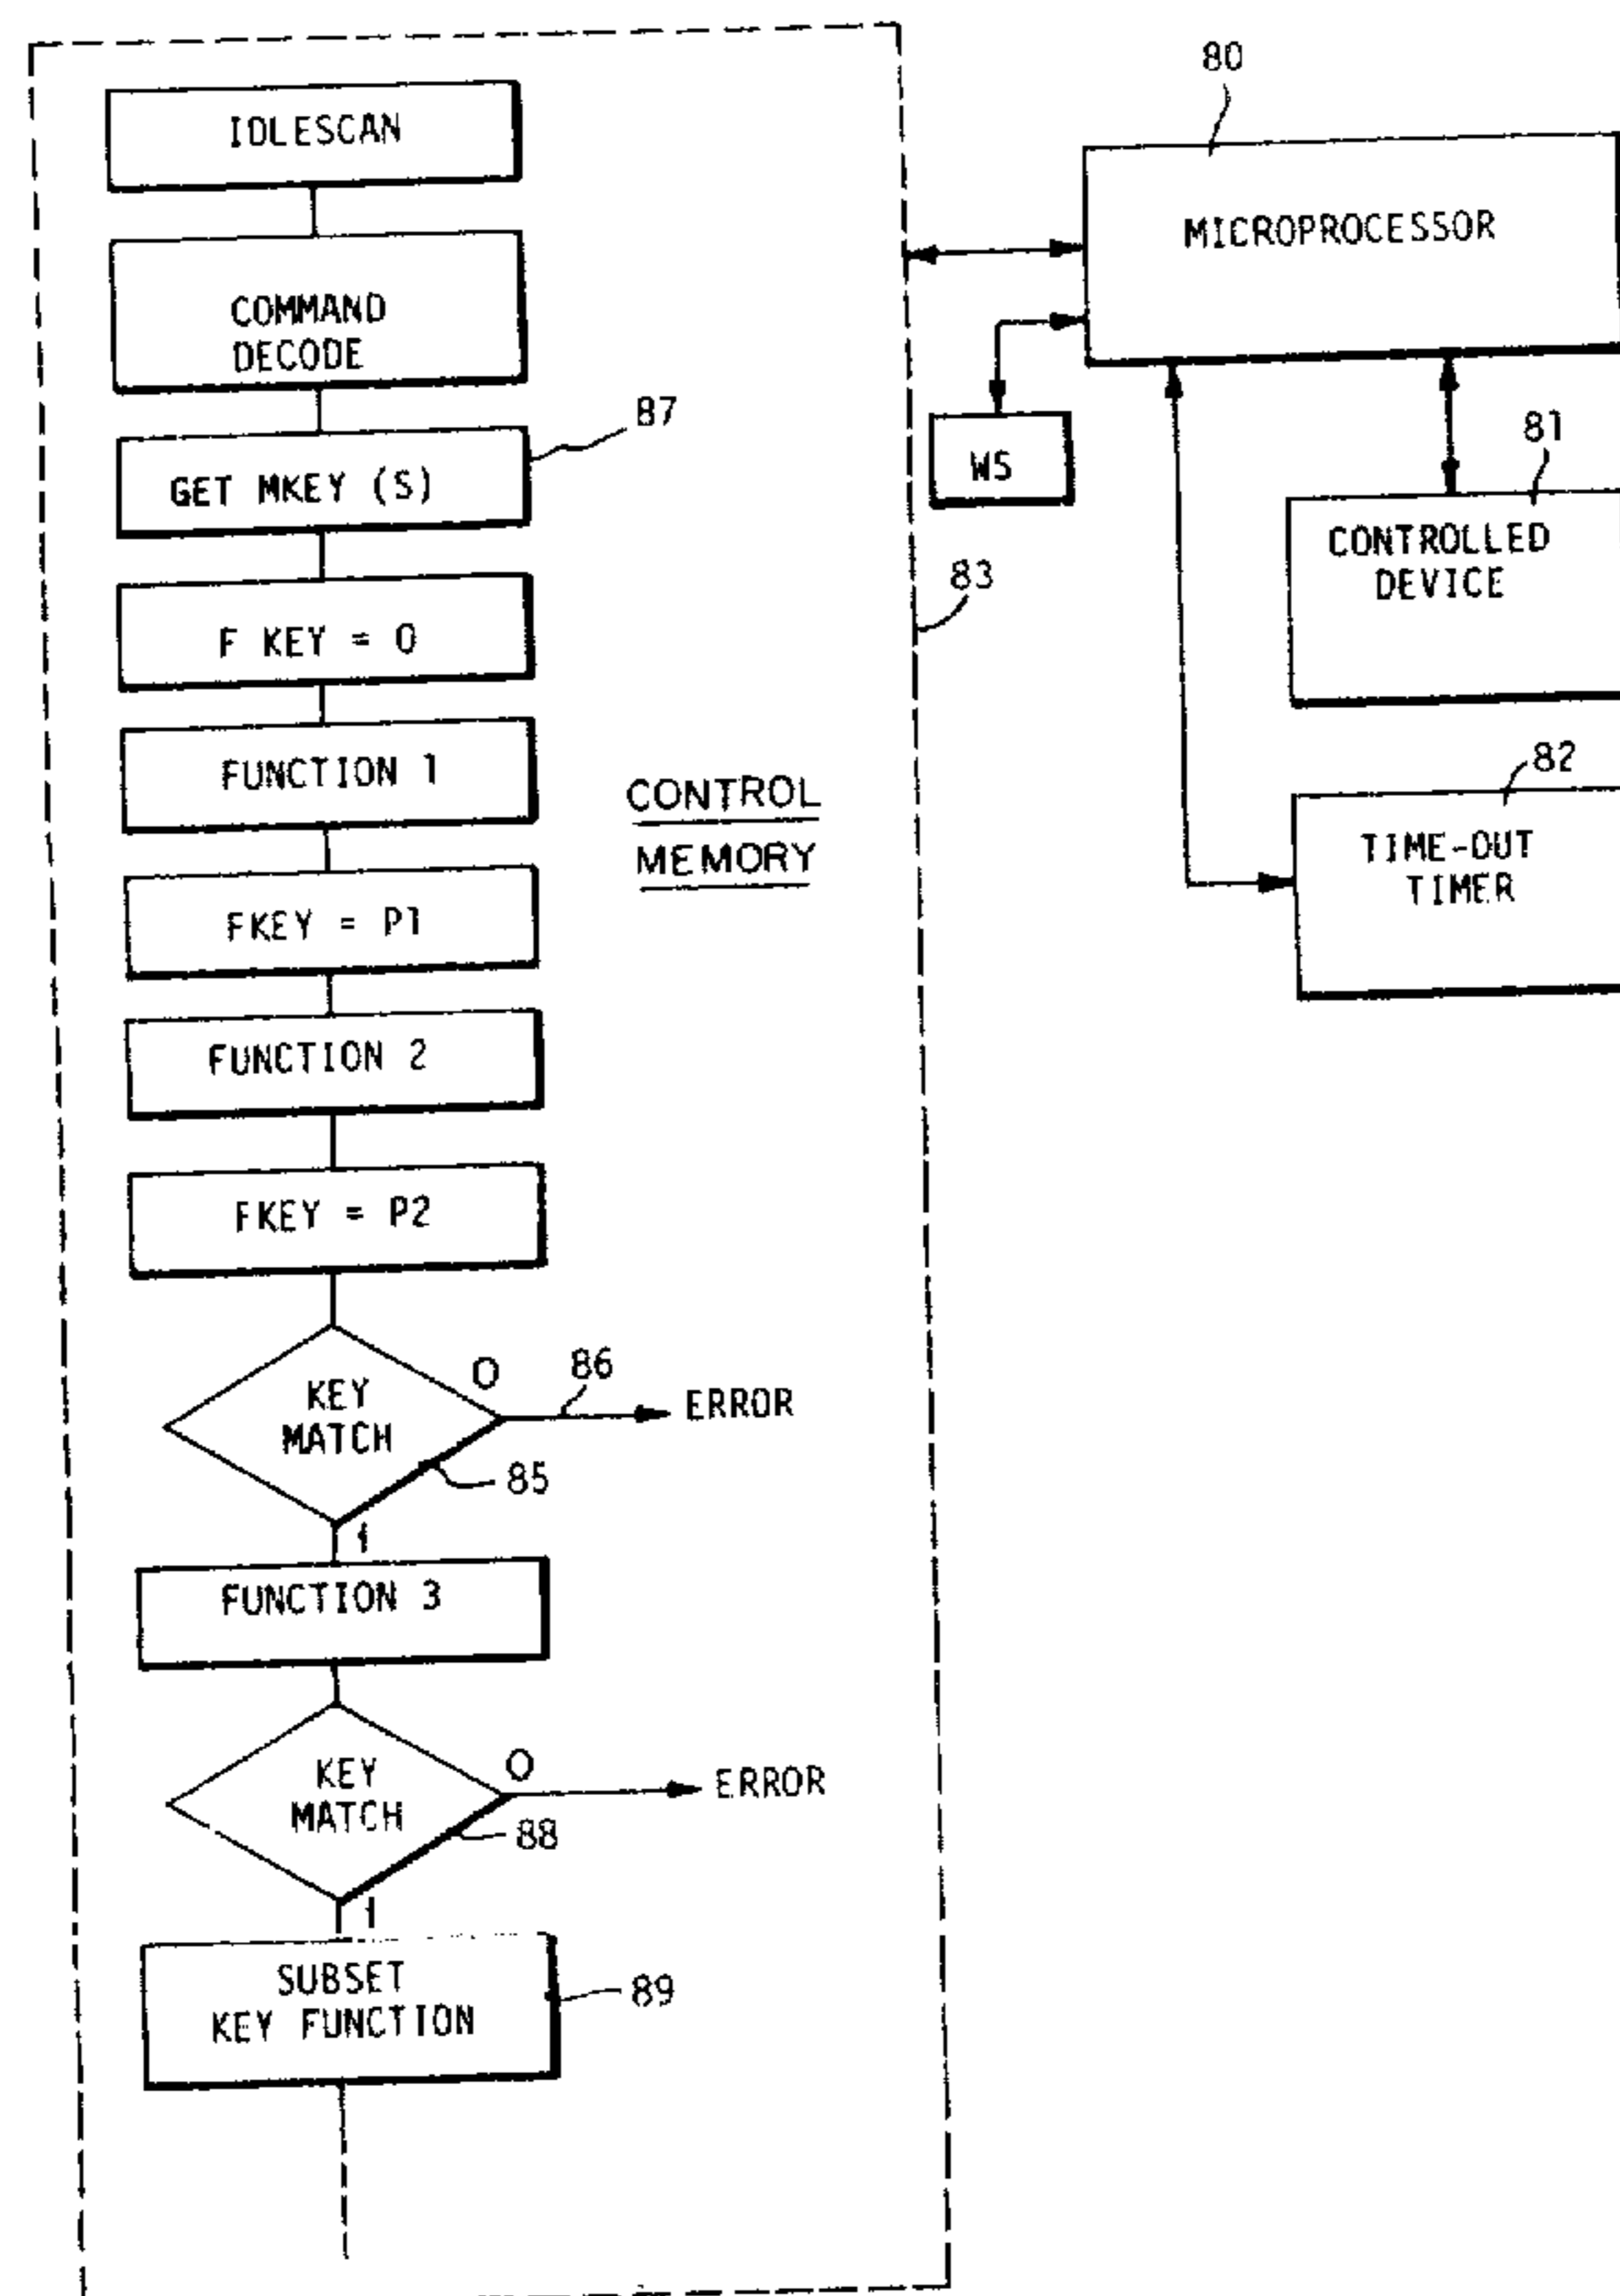 IDLESCAN
COMMAND
DECODE
GET MKEY (S)
87
F KEY = 0
FUNCTION 1
FKEY = P1
FUNCTION 2
FKEY = P2
KEY
MATCH
0
86
ERROR
85
1
FUNCTION 3
KEY
MATCH
0
ERROR
88
1
SUBSET
KEY FUNCTION
89
CONTROL
MEMORY
83
80
MICROPROCESSOR
WS
81
CONTROLLED
DEVICE
82
TIME-OUT
TIMER